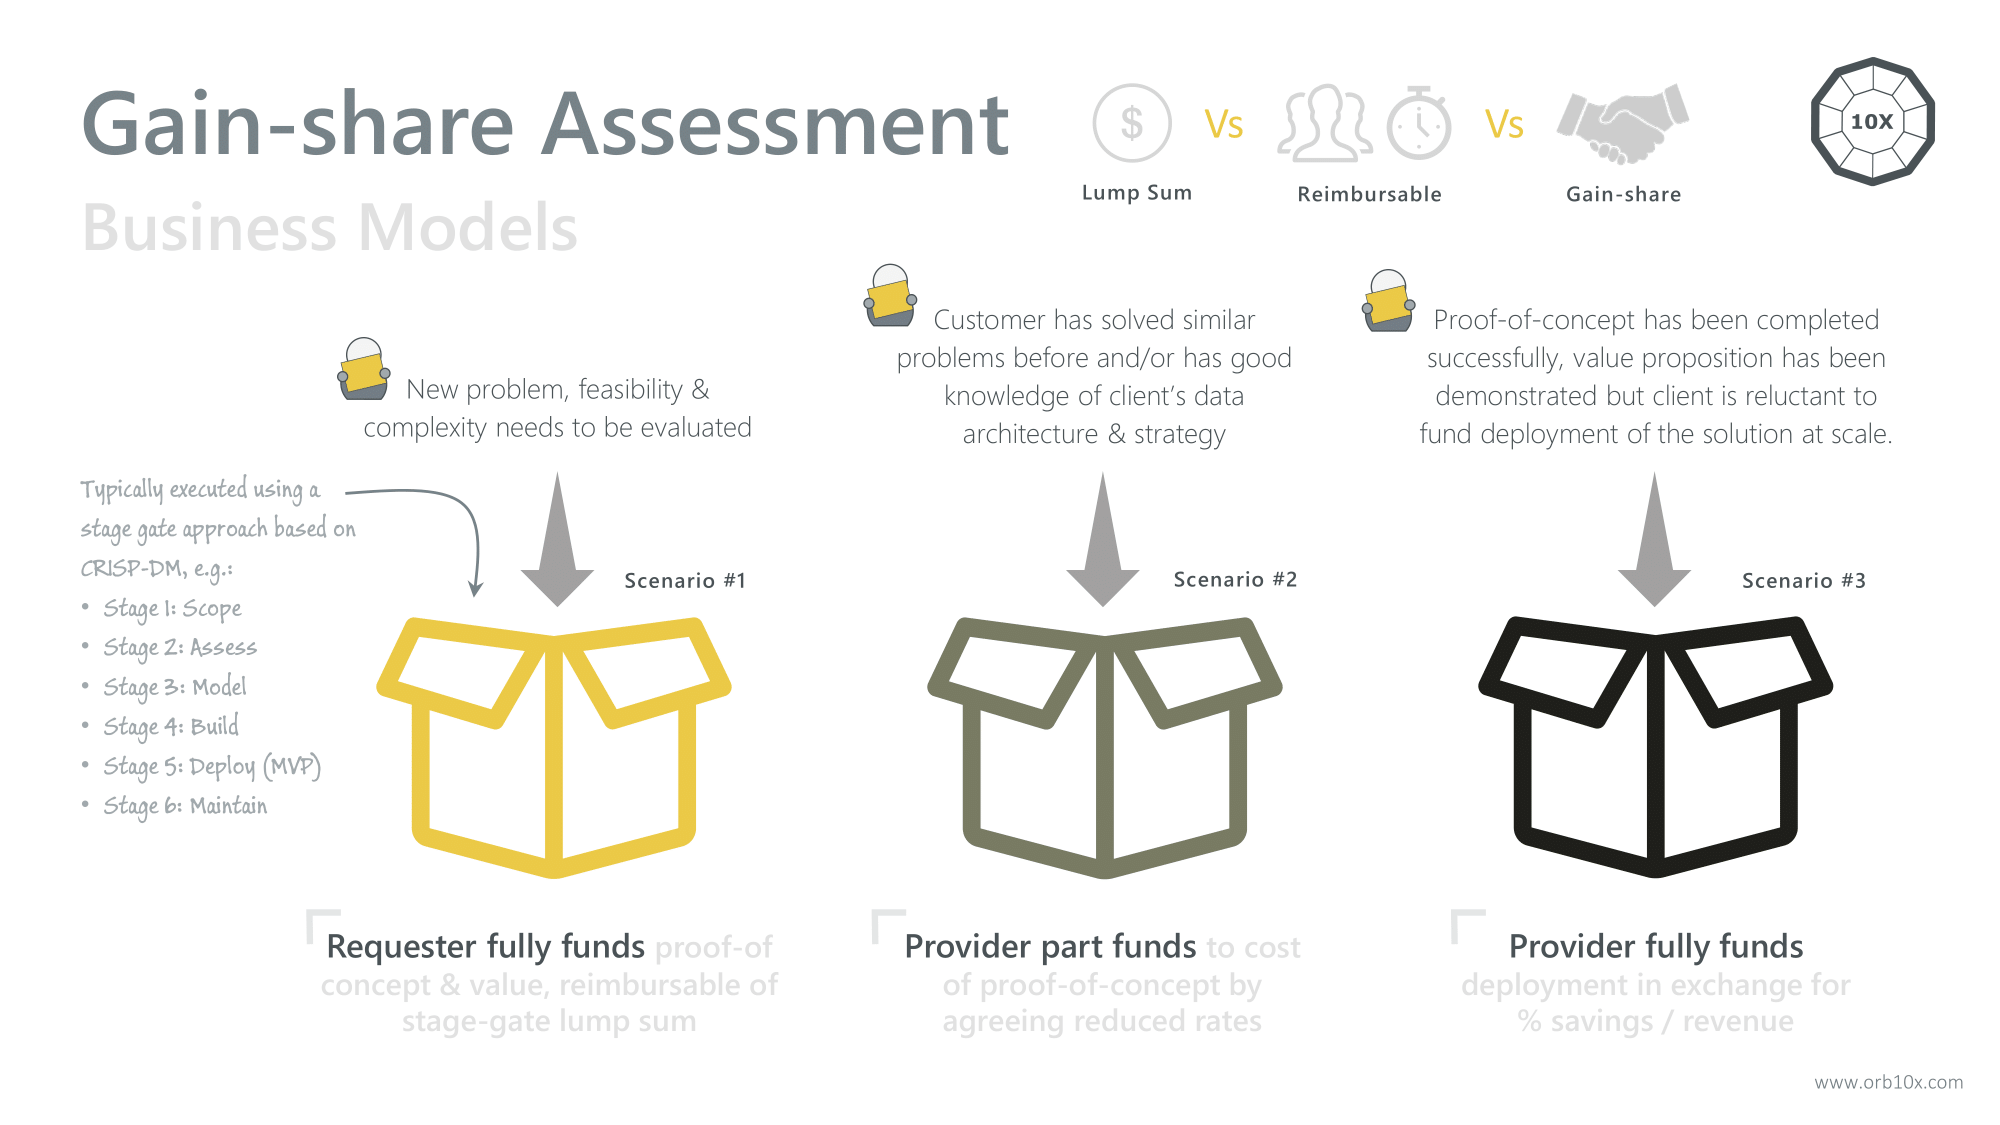 Gain-share Assessment
Business Models
$
Vs
Vs
Lump Sum
Reimbursable
Gain-share
10X
New problem, feasibility &
complexity needs to be evaluated
Customer has solved similar
problems before and/or has good
knowledge of client's data
architecture & strategy
Proof-of-concept has been completed
successfully, value proposition has been
demonstrated but client is reluctant to
fund deployment of the solution at scale.
Typically executed using a
stage gate approach based on
CRISP-DM, e.g.:
• Stage 1: Scope
• Stage 2: Assess
• Stage 3: Model
• Stage 4: Build
• Stage 5: Deploy (MVP)
• Stage 6: Maintain
Scenario #1
Scenario #2
Scenario #3
Requester fully funds proof-of
concept & value, reimbursable of
stage-gate lump sum
Provider part funds to cost
of proof-of-concept by
agreeing reduced rates
Provider fully funds
deployment in exchange for
% savings / revenue
www.orb10x.com